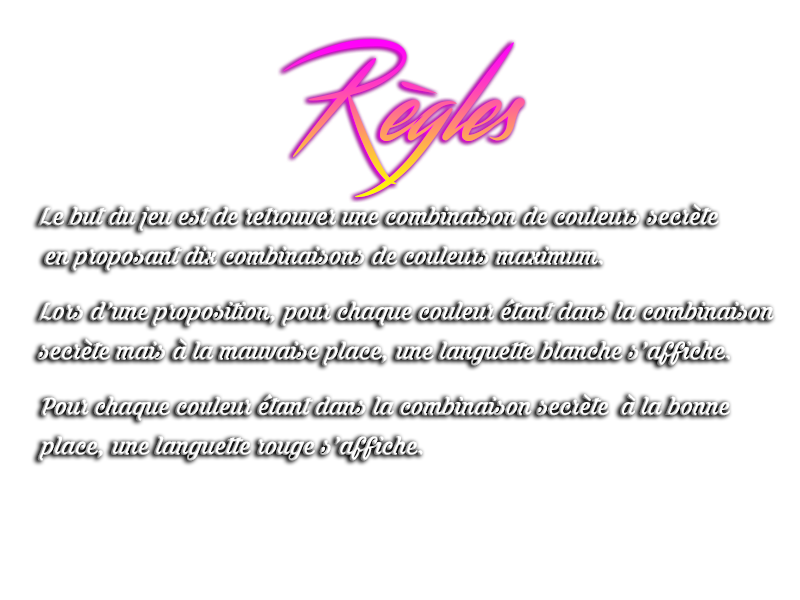 Règles
Le but du jeu est de retrouver une combinaison de couleurs secrète
en proposant dix combinaisons de couleurs maximum.
Lors d'une proposition, pour chaque couleur étant dans la combinaison
secrète mais à la mauvaise place, une languette blanche s'affiche.
Pour chaque couleur étant dans la combinaison secrète à la bonne
place, une languette rouge s'affiche.